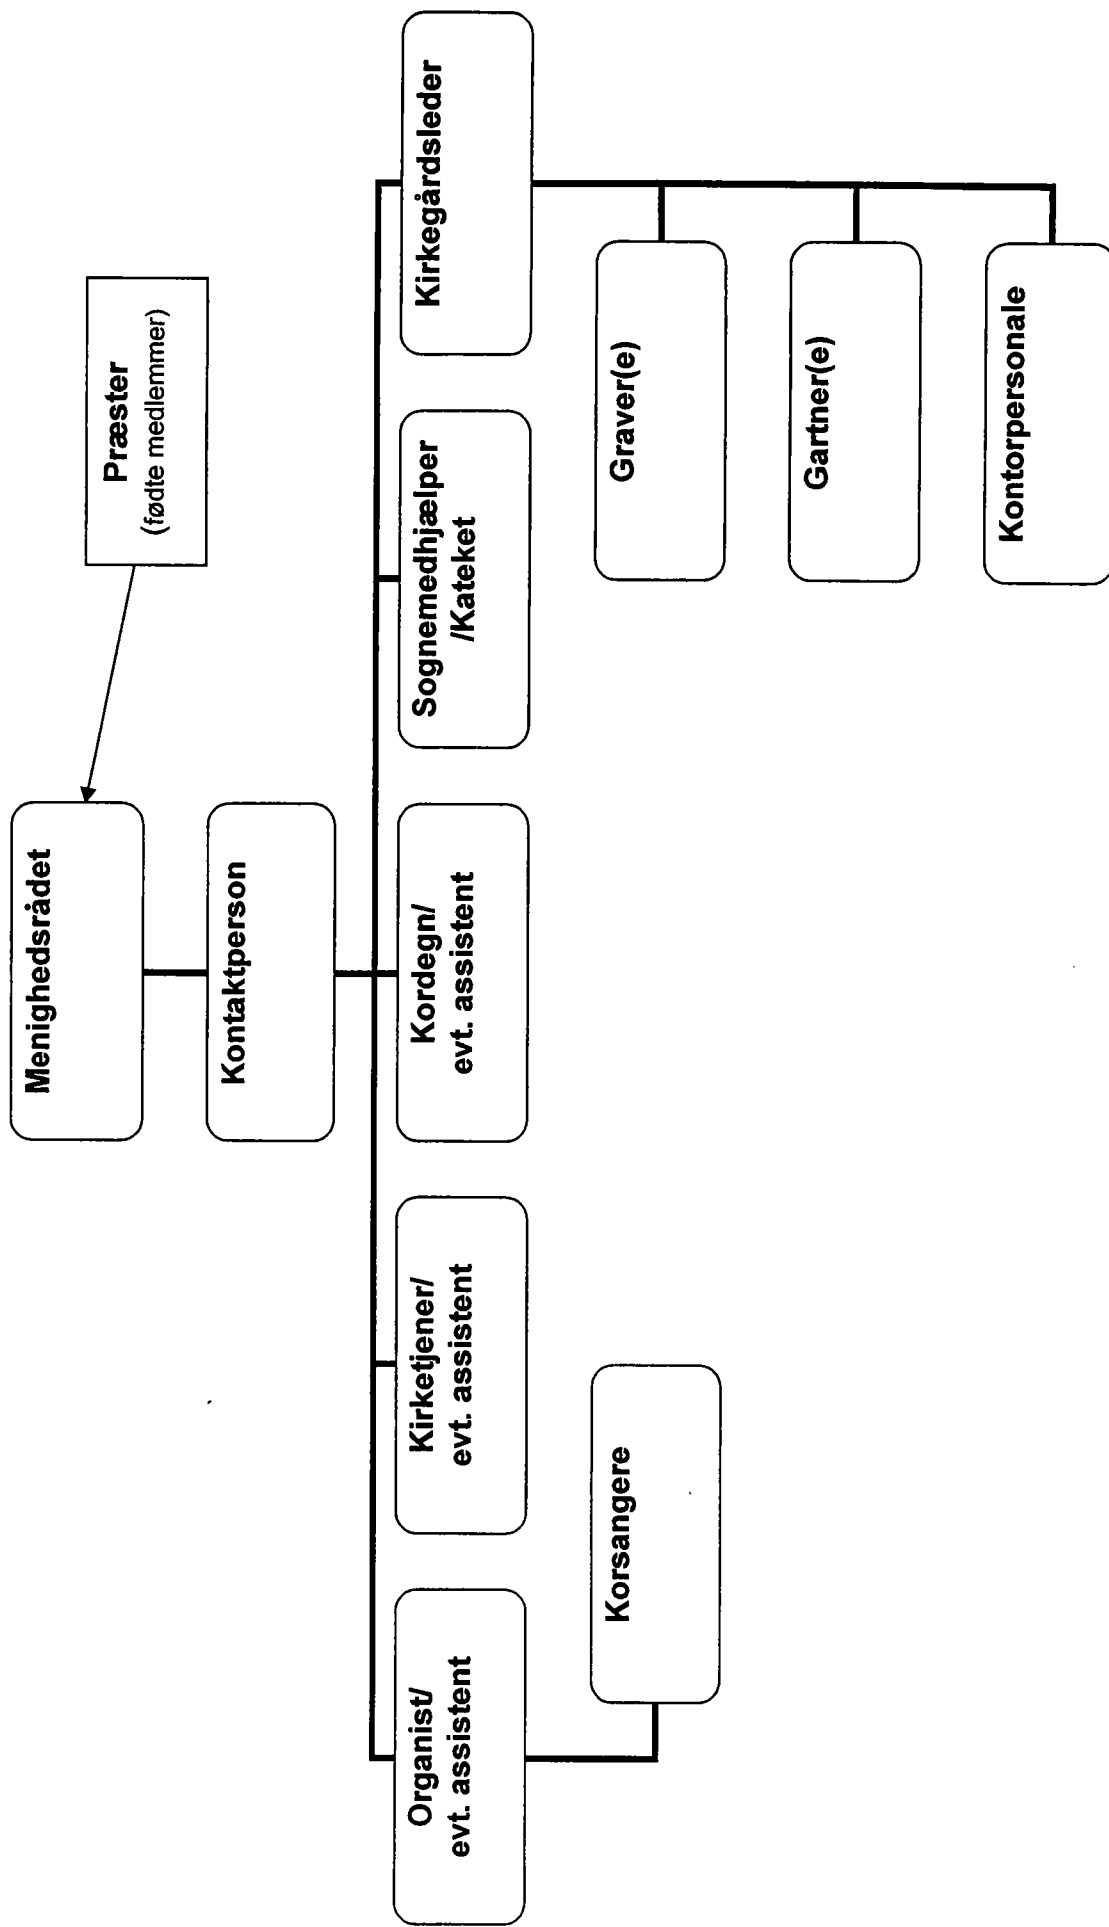 Præster
(fødte medlemmer)
Menighedsrådet
Kontaktperson
Organist/
evt. assistent
Kirketjener/
evt. assistent
Kordegn/
evt. assistent
Sognemedhjælper
/Kateket
Kirkegårdsleder
Korsangere
Graver(e)
Gartner(e)
Kontorpersonale